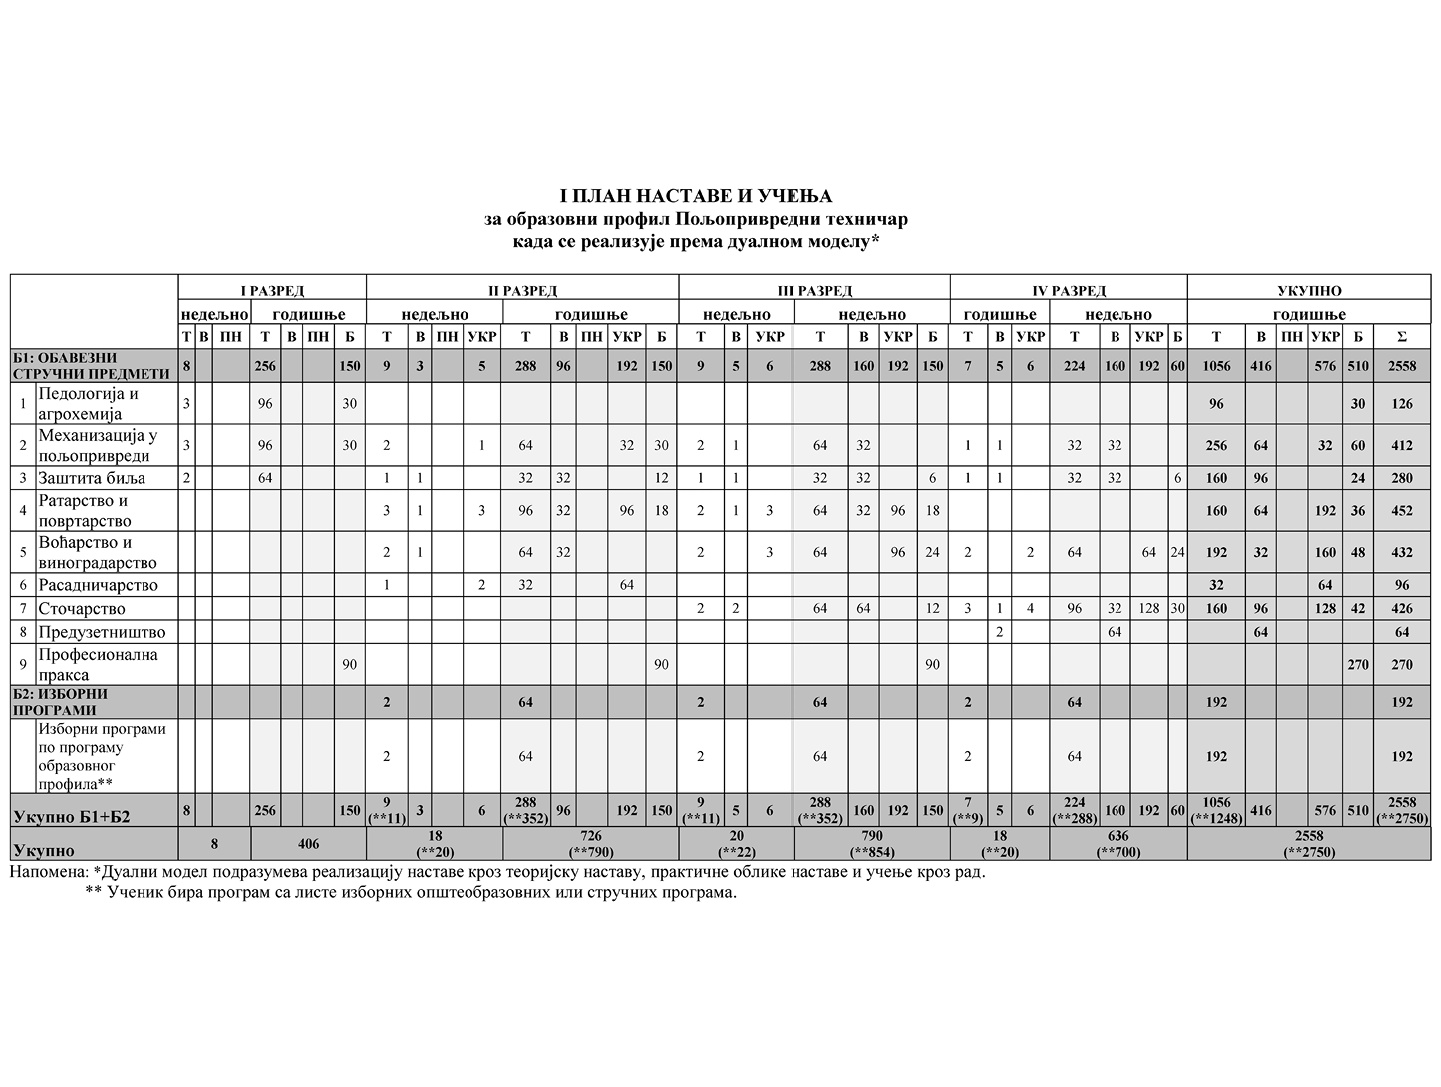 I ПЛАН НАСТАВЕ И УЧЕЊА
за образовни профил Пољопривредни техничар
када се реализује према дуалном моделу*
I РАЗРЕД II РАЗРЕД III РАЗРЕД IV РАЗРЕД УКУПНО
недељно годишње недељно годишње недељно недељно годишње недељно годишње
Т В ПН Т В ПН Б Т В ПН УКР Т В ПН УКР Б Т В УКР Т В УКР Б Т В УКР Т В УКР Б Т В ПН УКР Б Σ
Б1: ОБАВЕЗНИ
СТРУЧНИ ПРЕДМЕТИ 8 256 150 9 3 5 288 96 192 150 9 5 6 288 160 192 150 7 5 6 224 160 192 60 1056 416 576 510 2558
1 Педологија и
агрохемија 3 96 30 96 30 126
2 Механизација у
пољопривреди 3 96 30 2 1 64 32 30 2 1 64 32 1 1 32 32 256 64 32 60 412
3 Заштита биља 2 64 1 1 32 32 12 1 1 32 32 6 1 1 32 32 6 160 96 24 280
4 Ратарство и
повртарство 3 1 3 96 32 96 18 2 1 3 64 32 96 18 160 64 192 36 452
5 Воћарство и
виноградарство 2 1 64 32 2 3 64 96 24 2 2 64 64 24 192 32 160 48 432
6 Расадничарство 1 2 32 64 32 64 96
7 Сточарство 2 2 64 64 12 3 1 4 96 32 128 30 160 96 128 42 426
8 Предузетништво 2 64 64 64
9 Професионална
пракса 90 90 90 270 270
Б2: ИЗБОРНИ
ПРОГРАМИ 2 64 2 64 2 64 192 192
Изборни програми
по програму
образовног
профила** 2 64 2 64 2 64 192 192
Укупно Б1+Б2 8 256 150 9 (**11) 3 6 288 (**352) 96 192 150 9 (**11) 5 6 288 (**352) 160 192 150 7 (**9) 5 6 224 (**288) 160 192 60 1056 (**1248) 416 576 510 2558 (**2750)
Укупно 8 406 18 (**20) 726 (**790) 20 (**22) 790 (**854) 18 (**20) 636 (**700) 2558 (**2750)
Напомена: *Дуални модел подразумева реализацију наставе кроз теоријску наставу, практичне облике наставе и учење кроз рад.
** Ученик бира програм са листе изборних општеобразовних или стручних програма.